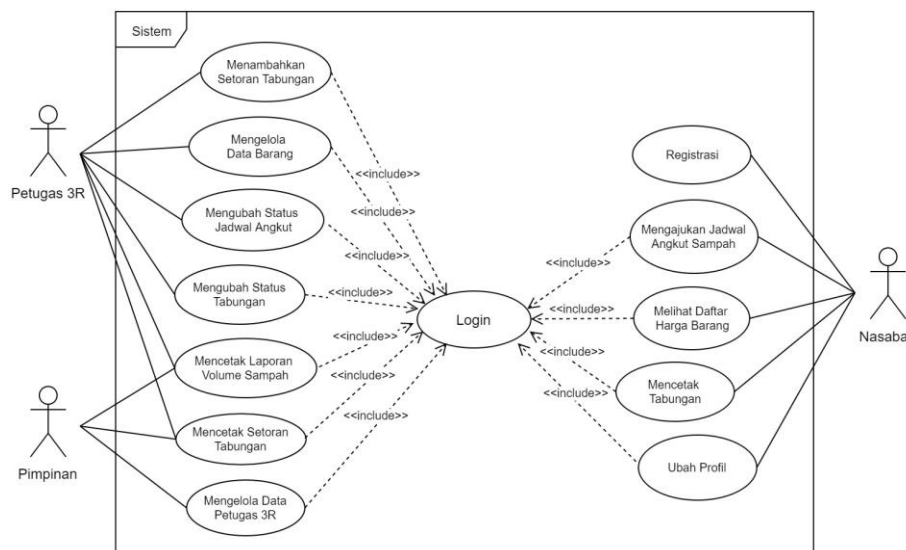 Sistem
Menambahkan
Setoran Tabungan
Mengelola
Data Barang
Mengubah Status
Jadwal Angkut
Mengubah Status
Tabungan
Mencetak Laporan
Volume Sampah
Mencetak Setoran
Tabungan
Mengelola Data
Petugas 3R
Petugas 3R
Pimpinan
<<include>>
<<include>>
<<include>>
<<include>>
<<include>>
<<include>>
<<include>>
Login
<<include>>
<<include>>
<<include>>
<<include>>
Registrasi
Mengajukan Jadwal
Angkut Sampah
Melihat Daftar
Harga Barang
Mencetak
Tabungan
Ubah Profil